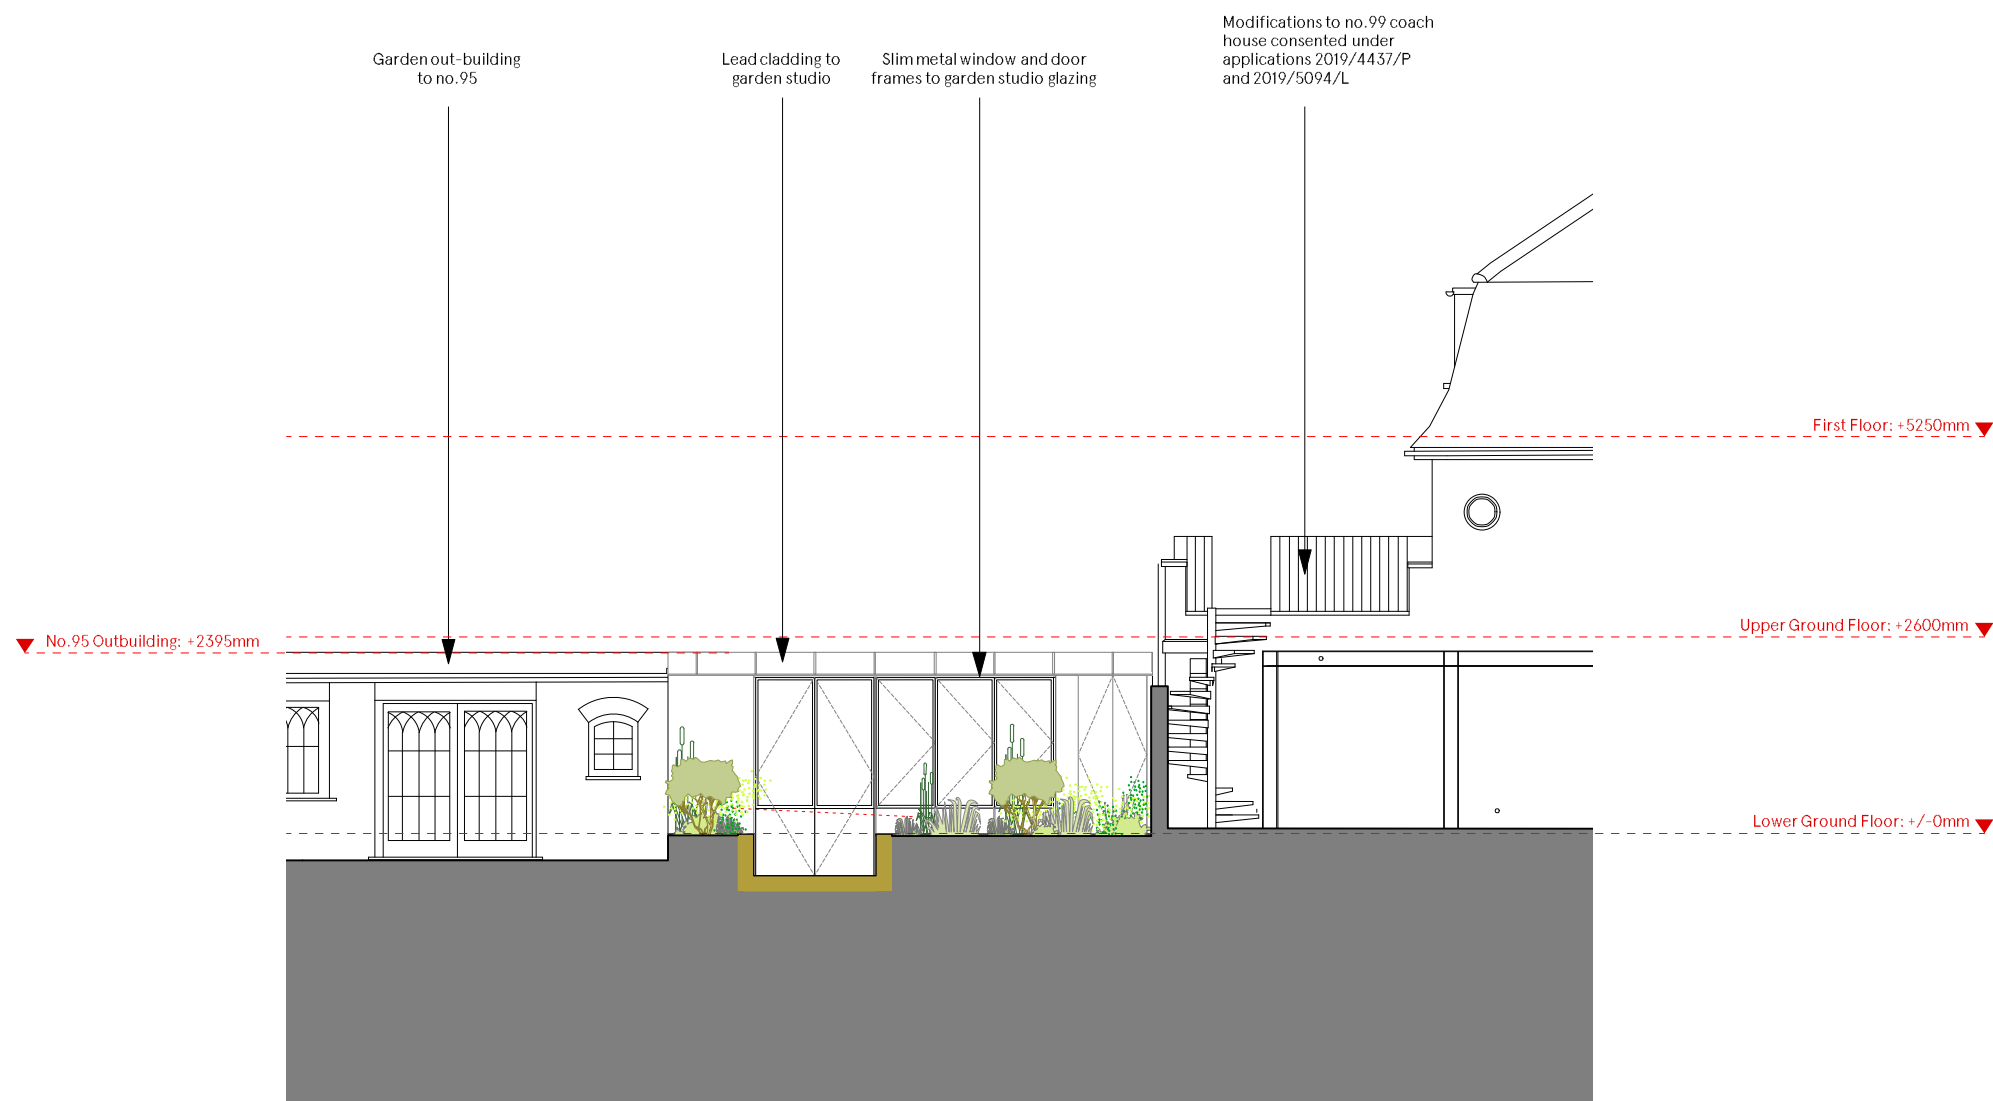 Garden out-building
to no.95
Lead cladding to
garden studio
Slim metal window and door
frames to garden studio glazing
Modifications to no.99 coach
house consented under
applications 2019/4437/P
and 2019/5094/L
First Floor: +5250mm
Upper Ground Floor: +2600mm
No.95 Outbuilding: +2395mm
Lower Ground Floor: +/-0mm